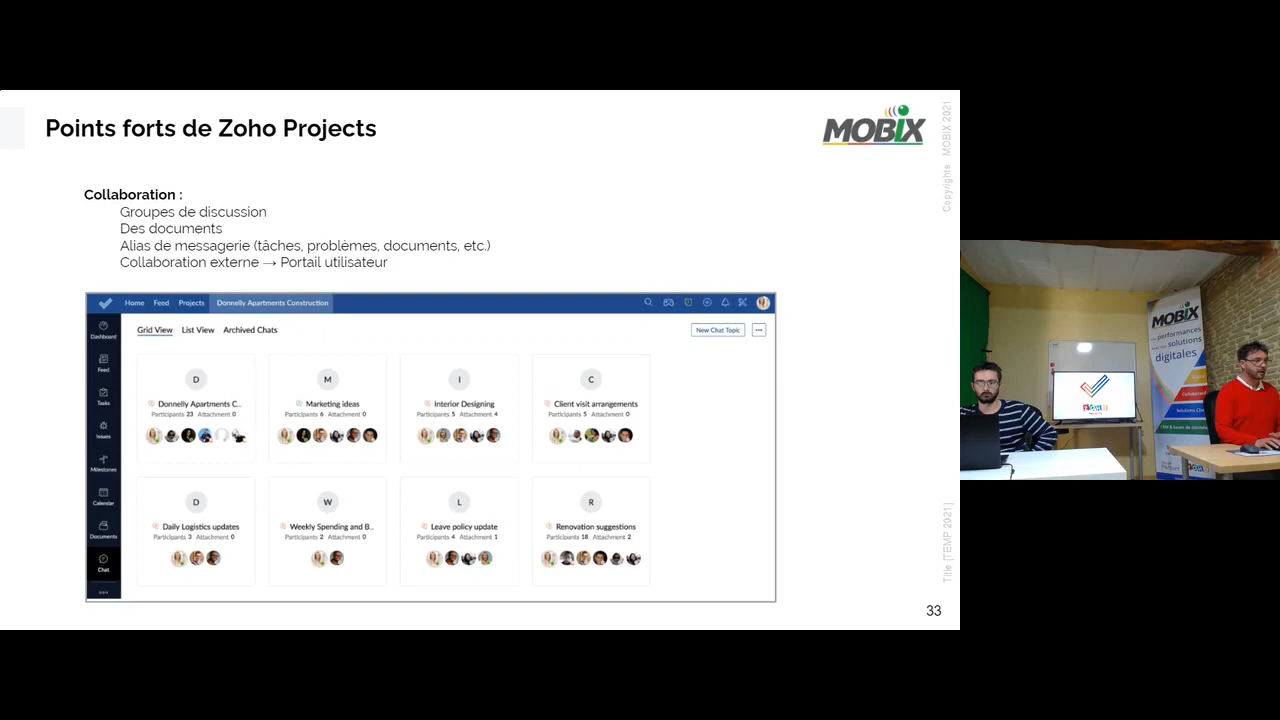 Points forts de Zoho Projects
MOBIX
Copyrights MOBIX 2021
Collaboration :
Groupes de discussion
Des documents
Alias de messagerie (tâches, problèmes, documents, etc.)
Collaboration externe → Portail utilisateur
Home Feed Projects Donnelly Apartments Construction
Dashboard
Feed
Tasks
Issues
Milestones
Calendar
Documents
Chat
Grid View List View Archived Chats
New Chat Topic
D
Donnelly Apartments C...
Participants 23 Attachment 0
M
Marketing ideas
Participants 6 Attachment 0
I
Interior Designing
Participants 5 Attachment 4
C
Client visit arrangements
Participants 5 Attachment 0
D
Daily Logistics updates
Participants 3 Attachment 0
W
Weekly Spending and B...
Participants 2 Attachment 0
L
Leave policy update
Participants 4 Attachment 1
R
Renovation suggestions
Participants 18 Attachment 2
Title [TEMP 2021]
33
MOBIX
performances
solutions
digitales
ZOHO